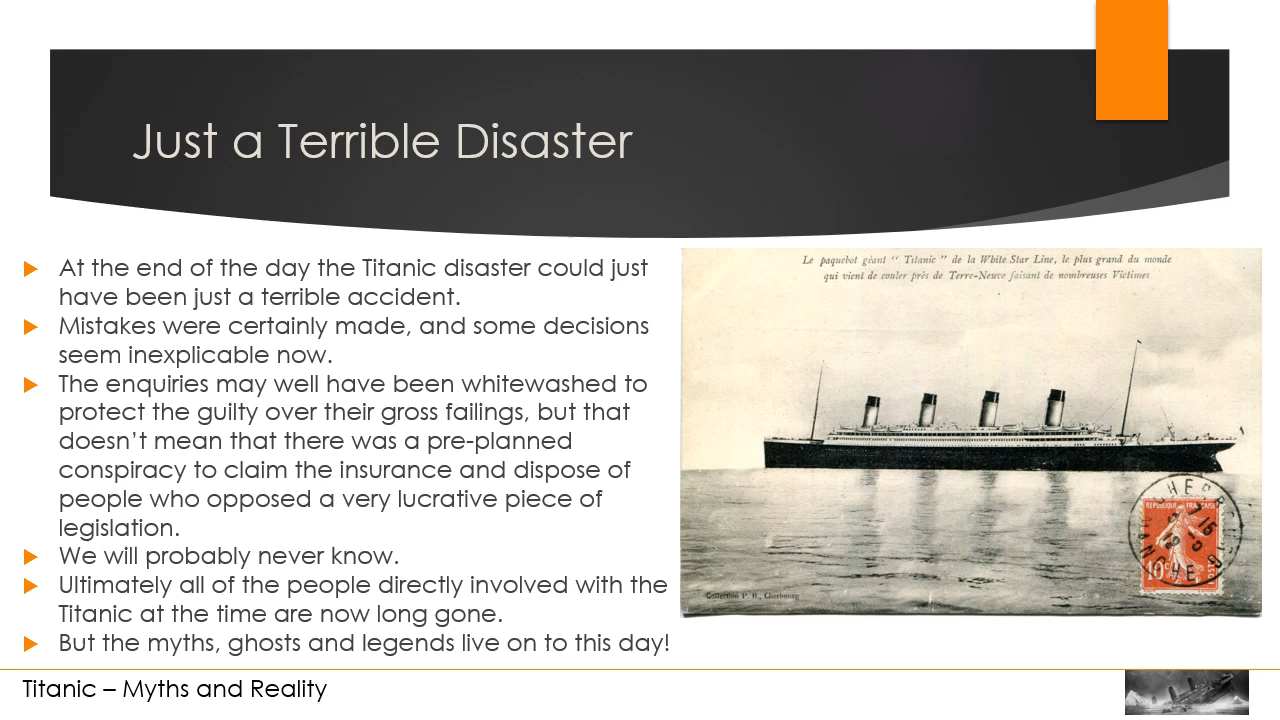 Just a Terrible Disaster
At the end of the day the Titanic disaster could just
have been just a terrible accident.
Mistakes were certainly made, and some decisions
seem inexplicable now.
The enquiries may well have been whitewashed to
protect the guilty over their gross failings, but that
doesn’t mean that there was a pre-planned
conspiracy to claim the insurance and dispose of
people who opposed a very lucrative piece of
legislation.
We will probably never know.
Ultimately all of the people directly involved with the
Titanic at the time are now long gone.
But the myths, ghosts and legends live on to this day!
Le paquebot géant “ Titanic ” de la White Star Line, le plus grand du monde
qui vient de couler près de Terre-Neuve faisant de nombreuses Victimes
Collection P. B., Cherbourg
10
Titanic – Myths and Reality